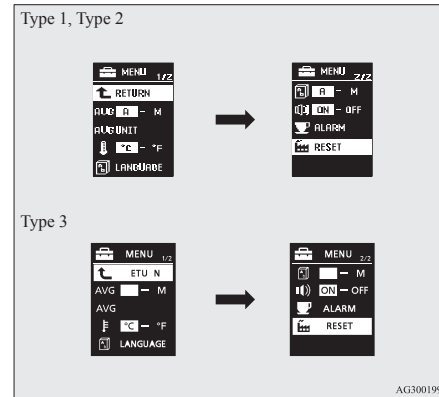 Type 1, Type 2
MENU 1/2
RETURN
AVG A – M
AVG UNIT
°C – °F
LANGUAGE
MENU 2/2
A – M
ON – OFF
ALARM
RESET
Type 3
MENU 1/2
ETU N
AVG – M
AVG
°C – °F
LANGUAGE
MENU 2/2
– M
ON – OFF
ALARM
RESET
AG300199